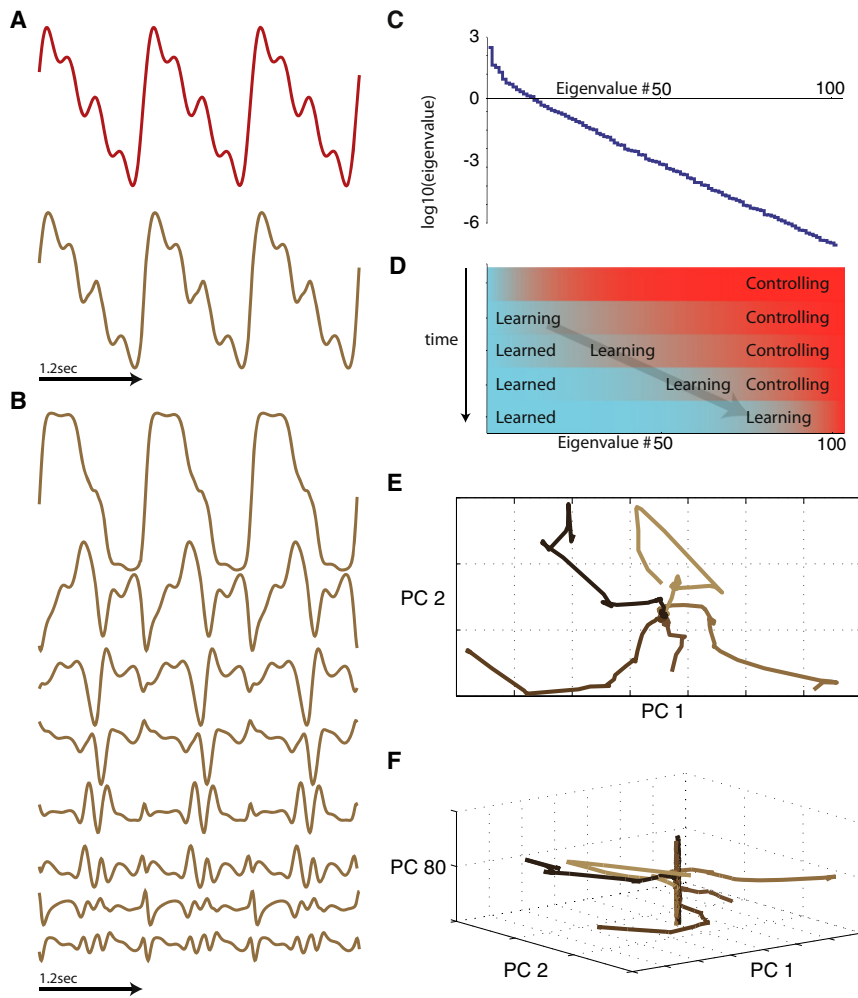 A
1.2sec
B
1.2sec
C
3
0
-3
-6
log10(eigenvalue)
Eigenvalue #50
100
D
time
Controlling
Learning Controlling
Learned Learning Controlling
Learned Learning Controlling
Learned Learning
Eigenvalue #50
100
E
PC 2
PC 1
F
PC 80
PC 2
PC 1